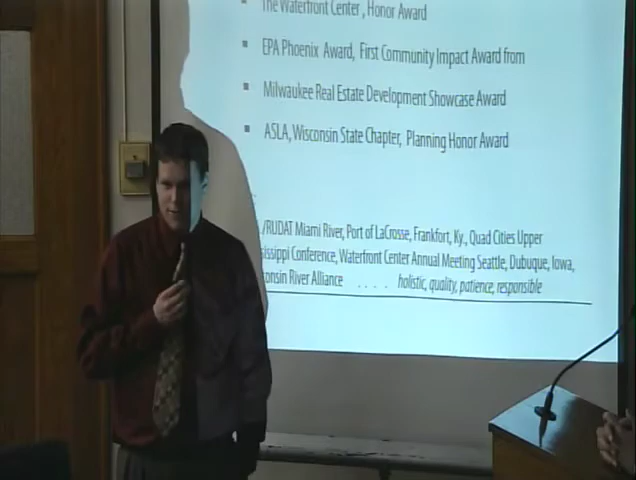 The Waterfront Center , Honor Award
EPA Phoenix Award, First Community Impact Award from
Milwaukee Real Estate Development Showcase Award
ASLA, Wisconsin State Chapter, Planning Honor Award
/RUDAT Miami River, Port of LaCrosse, Frankfort, Ky., Quad Cities Upper
issippi Conference, Waterfront Center Annual Meeting Seattle, Dubuque, Iowa,
onsin River Alliance . . . . holistic, quality, patience, responsible